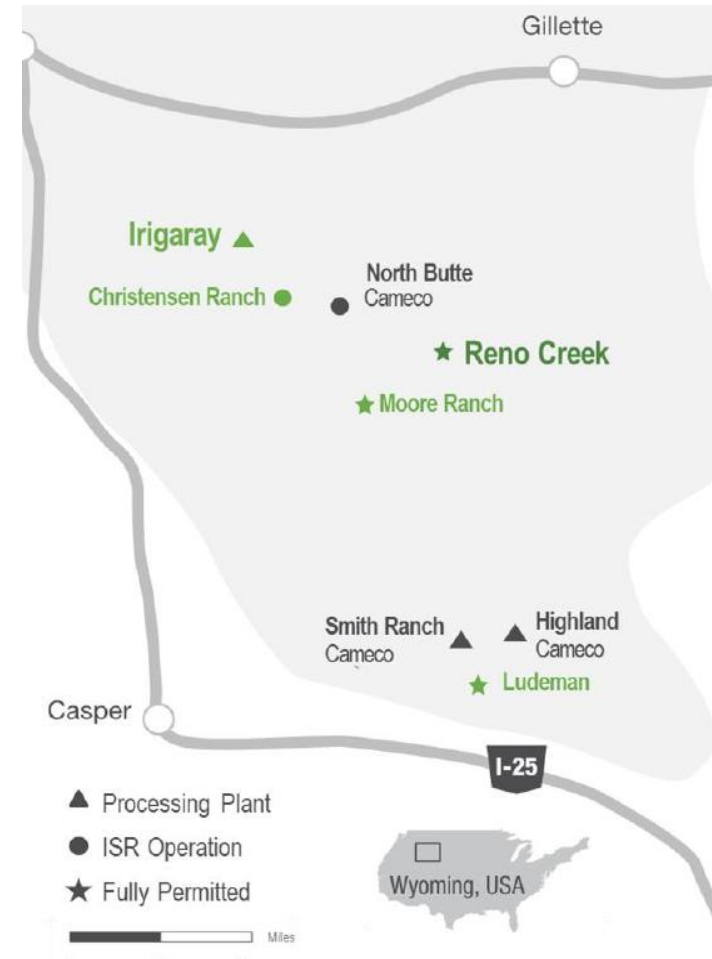 Gillette
Irigaray
North Butte
Cameco
Christensen Ranch
Reno Creek
Moore Ranch
Smith Ranch
Cameco
Highland
Cameco
Ludeman
Casper
I-25
Processing Plant
ISR Operation
Fully Permitted
Wyoming, USA
Miles